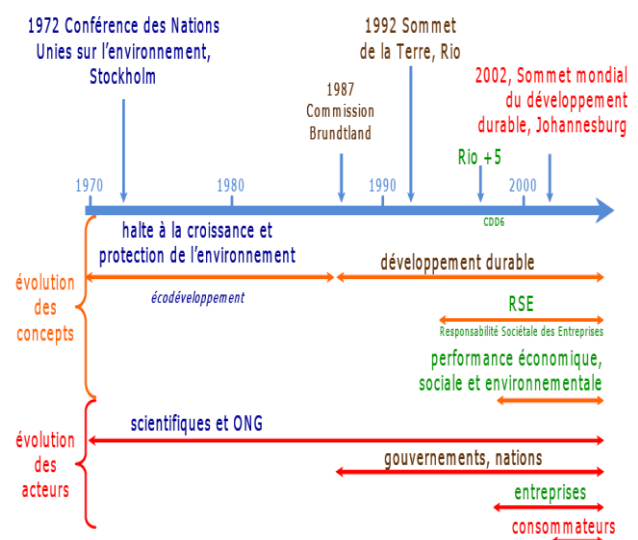 1972 Conférence des Nations
Unies sur l'environnement,
Stockholm
1992 Sommet
de la Terre, Rio
1987
Commission
Brundtland
2002, Sommet mondial
du développement
durable, Johannesburg
Rio +5
1970
1980
1990
2000
CDD6
halte à la croissance et
protection de l'environnement
développement durable
écodéveloppement
évolution
des
concepts
RSE
Responsabilité Sociétale des Entreprises
performance économique,
sociale et environnementale
scientifiques et ONG
évolution
des
acteurs
gouvernements, nations
entreprises
consommateurs